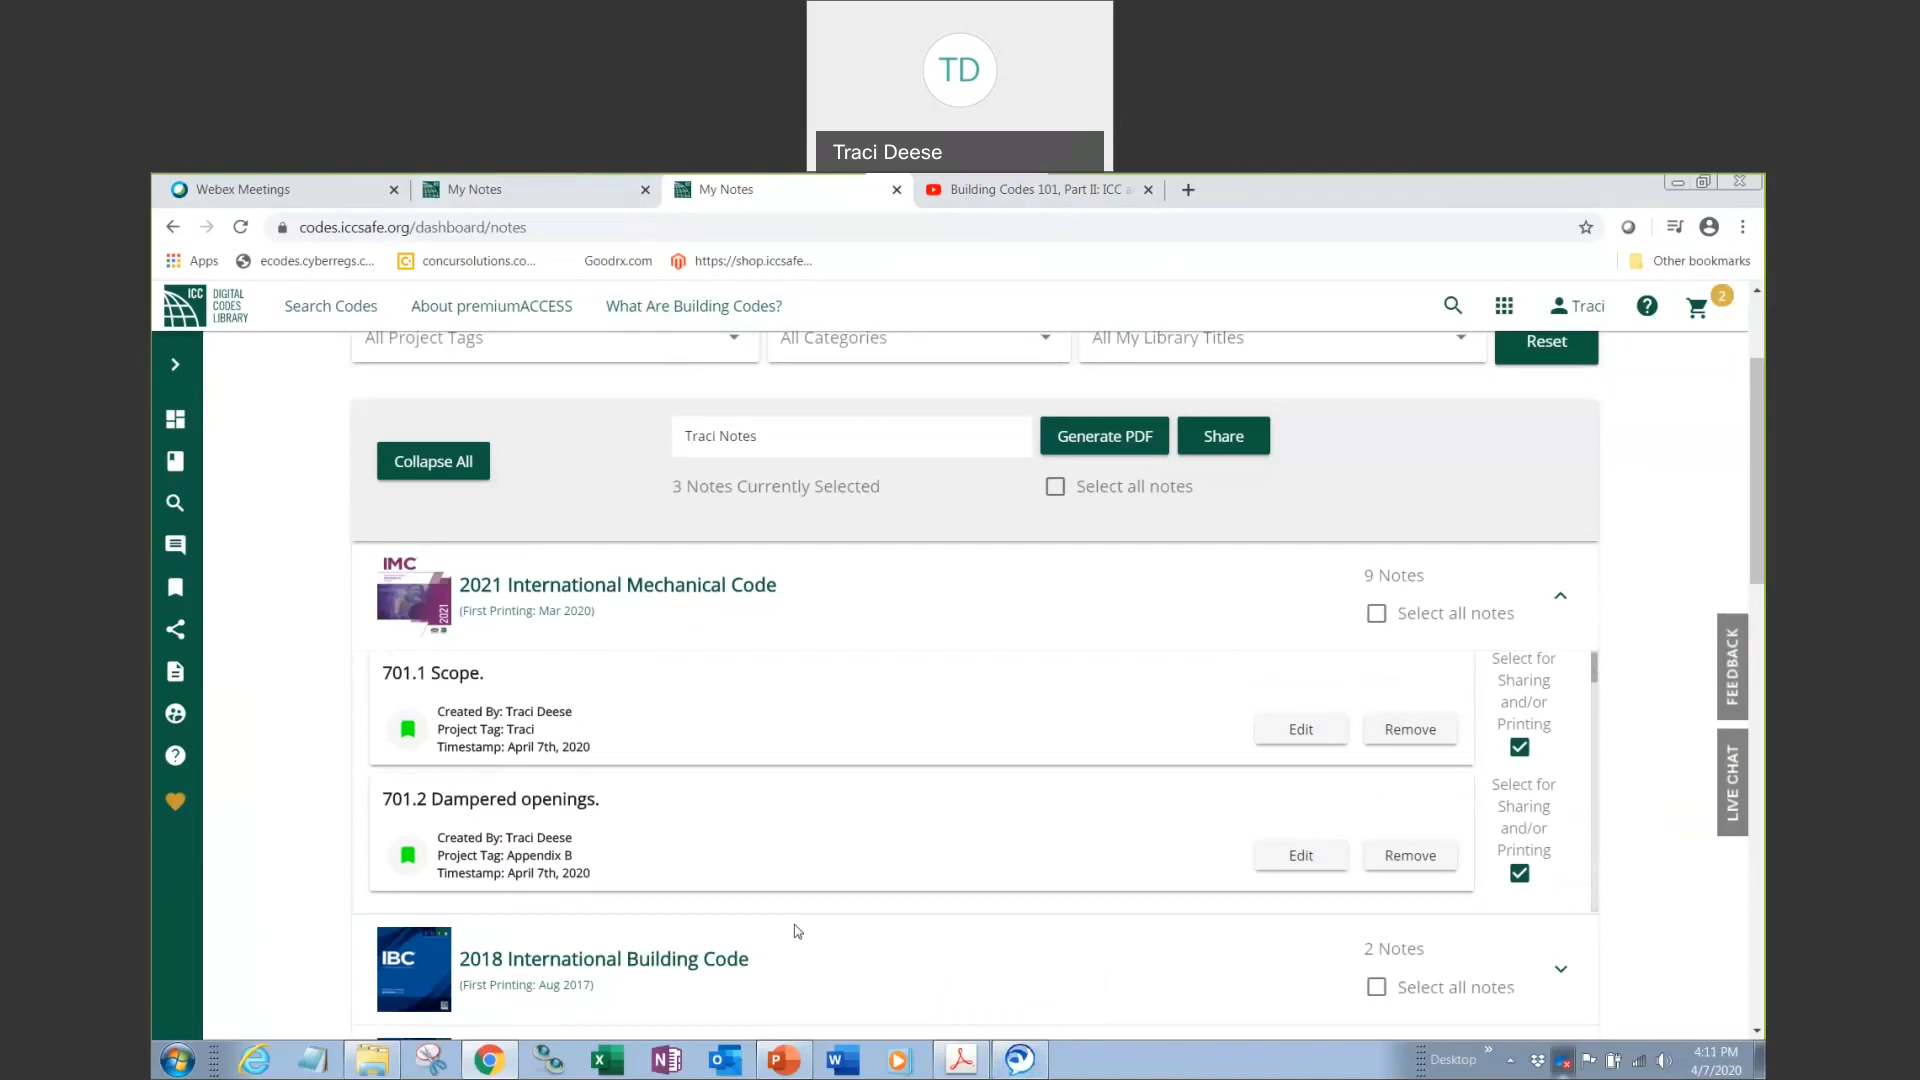 TD
Traci Deese
Webex Meetings
My Notes
My Notes
Building Codes 101, Part II: ICC a
codes.iccsafe.org/dashboard/notes
Apps
ecodes.cyberregs.c...
concursolutions.co...
Goodrx.com
https://shop.iccsafe...
Other bookmarks
ICC
DIGITAL
CODES
LIBRARY
Search Codes
About premiumACCESS
What Are Building Codes?
Traci
2
All Project Tags
All Categories
All My Library Titles
Reset
Collapse All
Traci Notes
Generate PDF
Share
3 Notes Currently Selected
Select all notes
IMC
2021
2021 International Mechanical Code
(First Printing: Mar 2020)
9 Notes
Select all notes
701.1 Scope.
Created By: Traci Deese
Project Tag: Traci
Timestamp: April 7th, 2020
Edit
Remove
Select for
Sharing
and/or
Printing
701.2 Dampered openings.
Created By: Traci Deese
Project Tag: Appendix B
Timestamp: April 7th, 2020
Edit
Remove
Select for
Sharing
and/or
Printing
IBC
2018 International Building Code
(First Printing: Aug 2017)
2 Notes
Select all notes
FEEDBACK
LIVE CHAT
Desktop
4:11 PM
4/7/2020